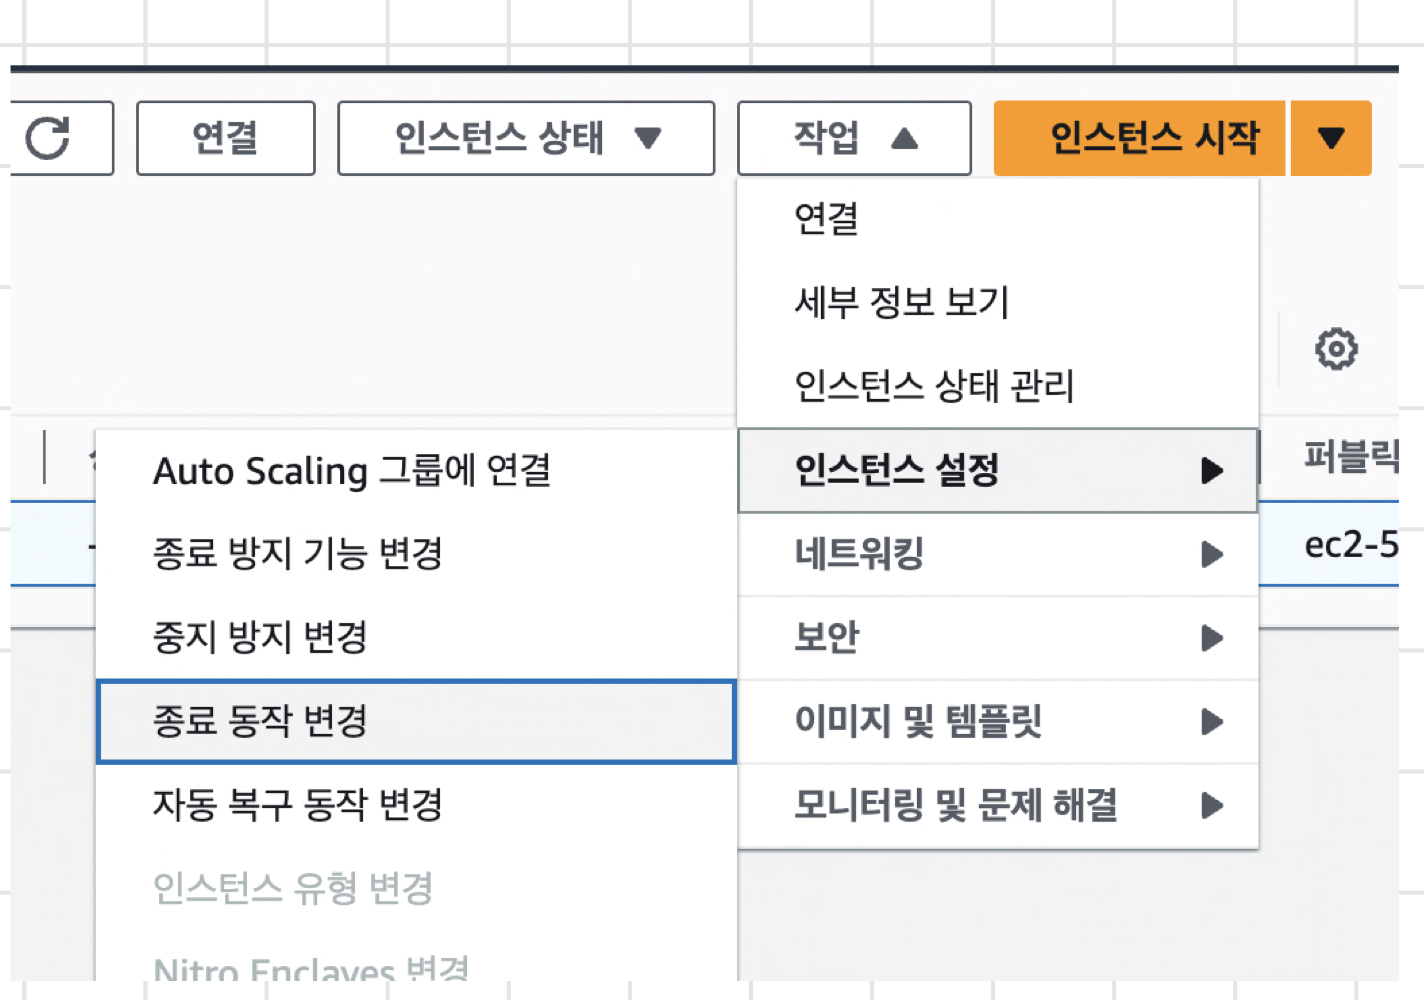 연결 인스턴스 상태 작업 인스턴스 시작
연결
세부 정보 보기
인스턴스 상태 관리
인스턴스 설정
네트워킹
보안
이미지 및 템플릿
모니터링 및 문제 해결
Auto Scaling 그룹에 연결
종료 방지 기능 변경
중지 방지 변경
종료 동작 변경
자동 복구 동작 변경
인스턴스 유형 변경
Nitro Enclaves 변경
퍼블릭
ec2-5